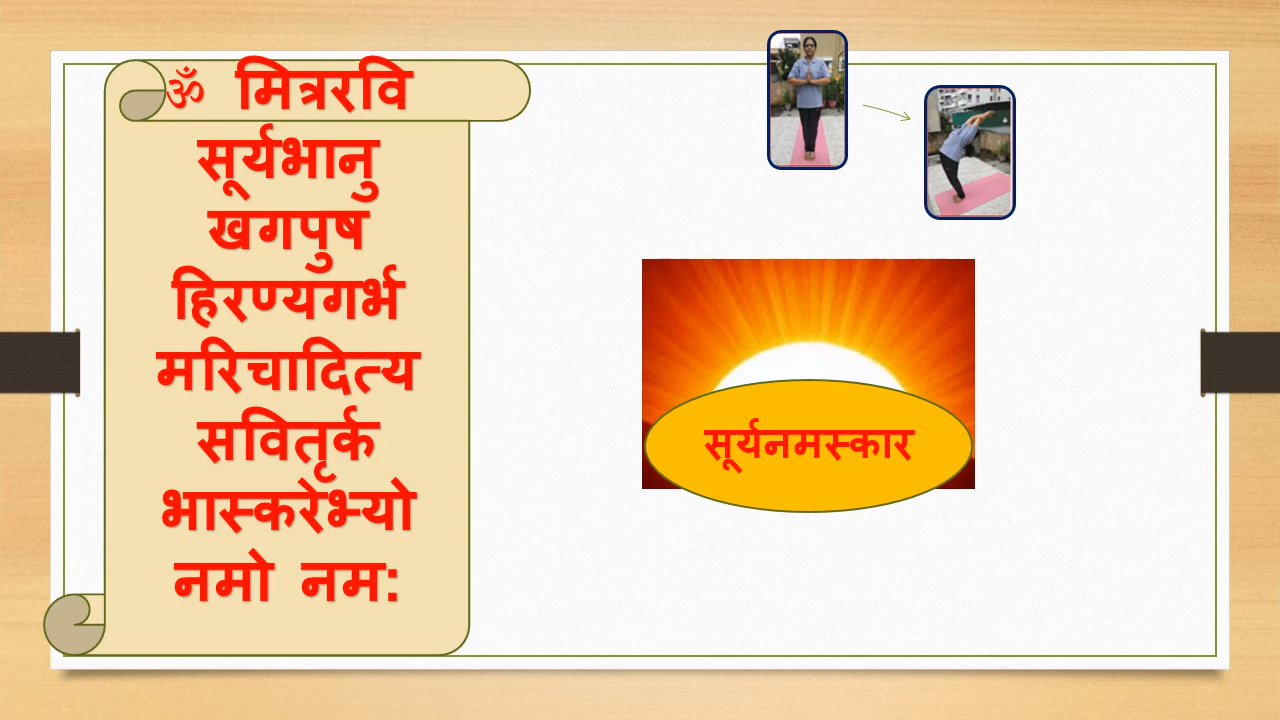 ॐ मित्ररवि
सूर्यभानु
खगपुष
हिरण्यगर्भ
मरिचादित्य
सवितृर्क
भास्करेभ्यो
नमो नम:
सूर्यनमस्कार